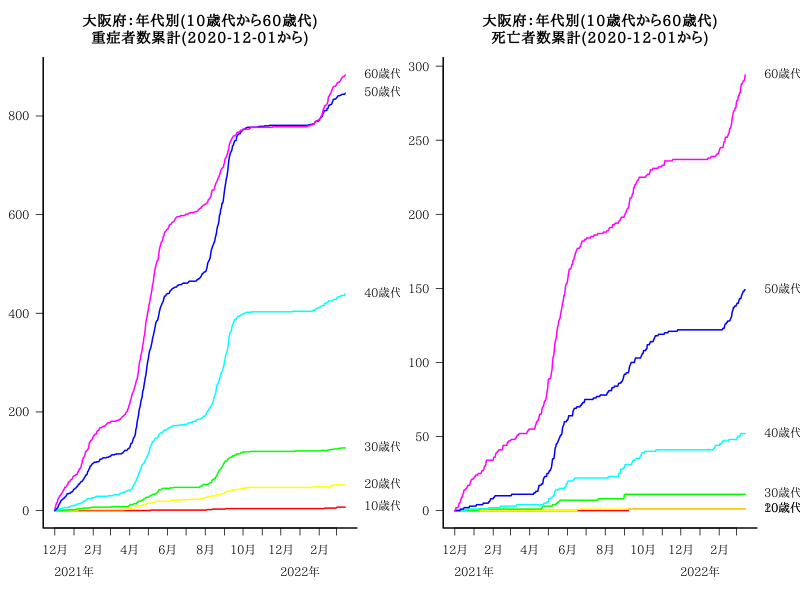 大阪府：年代別(10歳代から60歳代)
重症者数累計(2020-12-01から)
800
600
400
200
0
60歳代
50歳代
40歳代
30歳代
20歳代
10歳代
12月 2月 4月 6月 8月 10月 12月 2月
2021年 2022年
大阪府：年代別(10歳代から60歳代)
死亡者数累計(2020-12-01から)
300
250
200
150
100
50
0
60歳代
50歳代
40歳代
30歳代
12月 2月 4月 6月 8月 10月 12月 2月
2021年 2022年